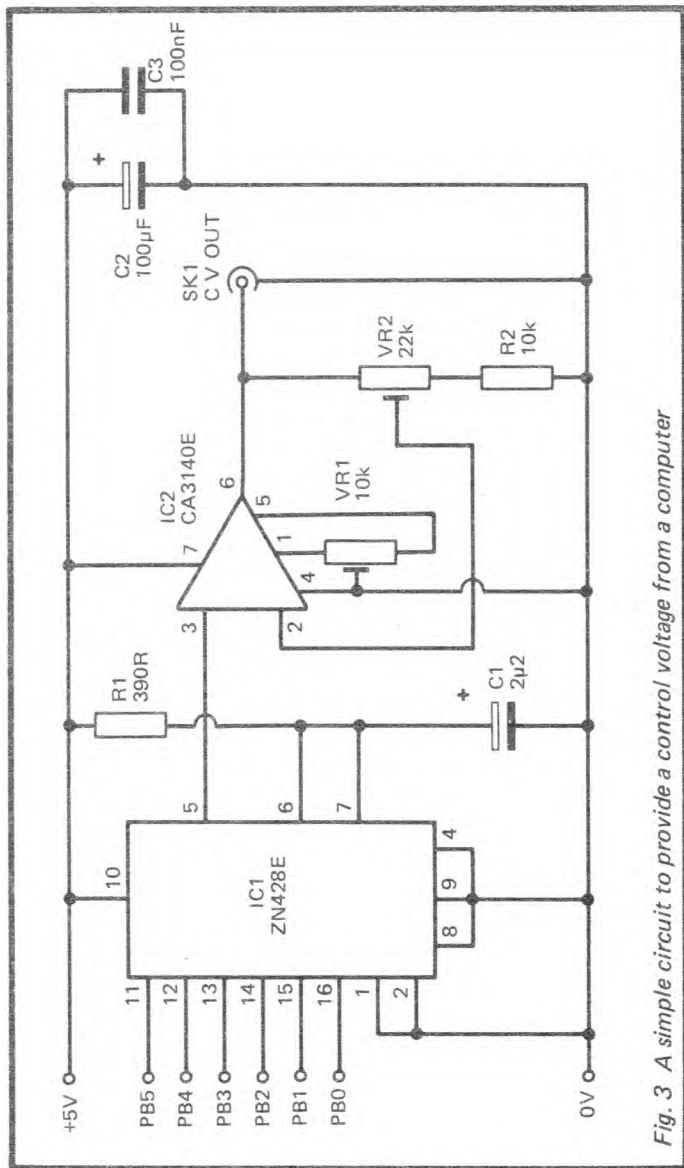 +5V
PB5
PB4
PB3
PB2
PB1
PB0
0V
11
12
13
14
15
16
1
2
10
IC1
ZN428E
5
6
7
8
9
4
R1
390R
C1
2µ2
+
3
2
7
4
1
5
6
IC2
CA3140E
VR1
10k
SK1
C V OUT
VR2
22k
R2
10k
C2
100µF
+
C3
100nF
Fig. 3 A simple circuit to provide a control voltage from a computer